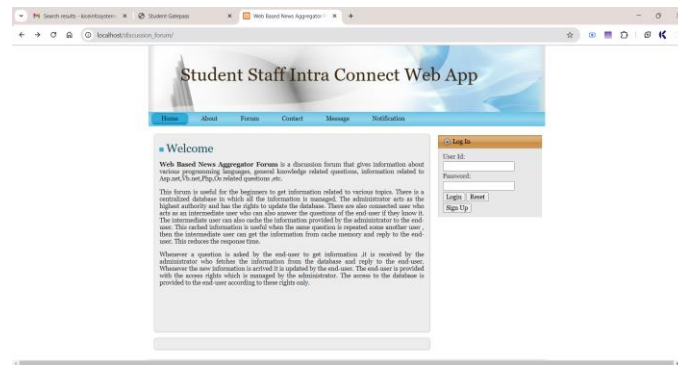 Search results - kiceinfosystem
Student Gatepass
Web Based News Aggregator F
localhost/discussion_forum/
Student Staff Intra Connect Web App
Home About Forum Contact Message Notification
Welcome
Web Based News Aggregator Forum is a discussion forum that gives information about
various programming languages, general knowledge related questions, information related to
Asp.net,Vb.net,Php,Os related questions ,etc.
This forum is useful for the beginners to get information related to various topics. There is a
centralized database in which all the information is managed. The administrator acts as the
highest authority and has the rights to update the database. There are also connected user who
acts as an intermediate user who can also answer the questions of the end-user if they know it.
The intermediate user can also cache the information provided by the administrator to the end-
user. This cached information is useful when the same question is repeated some another user ,
then the intermediate user can get the information from cache memory and reply to the end-
user. This reduces the response time.
Whenever a question is asked by the end-user to get information ,it is received by the
administrator who fetches the information from the database and reply to the end-user.
Whenever the new information is arrived it is updated by the end-user. The end-user is provided
with the access rights which is managed by the administrator. The access to the database is
provided to the end-user according to these rights only.
Log In
User Id:
Password:
Login Reset
Sign Up